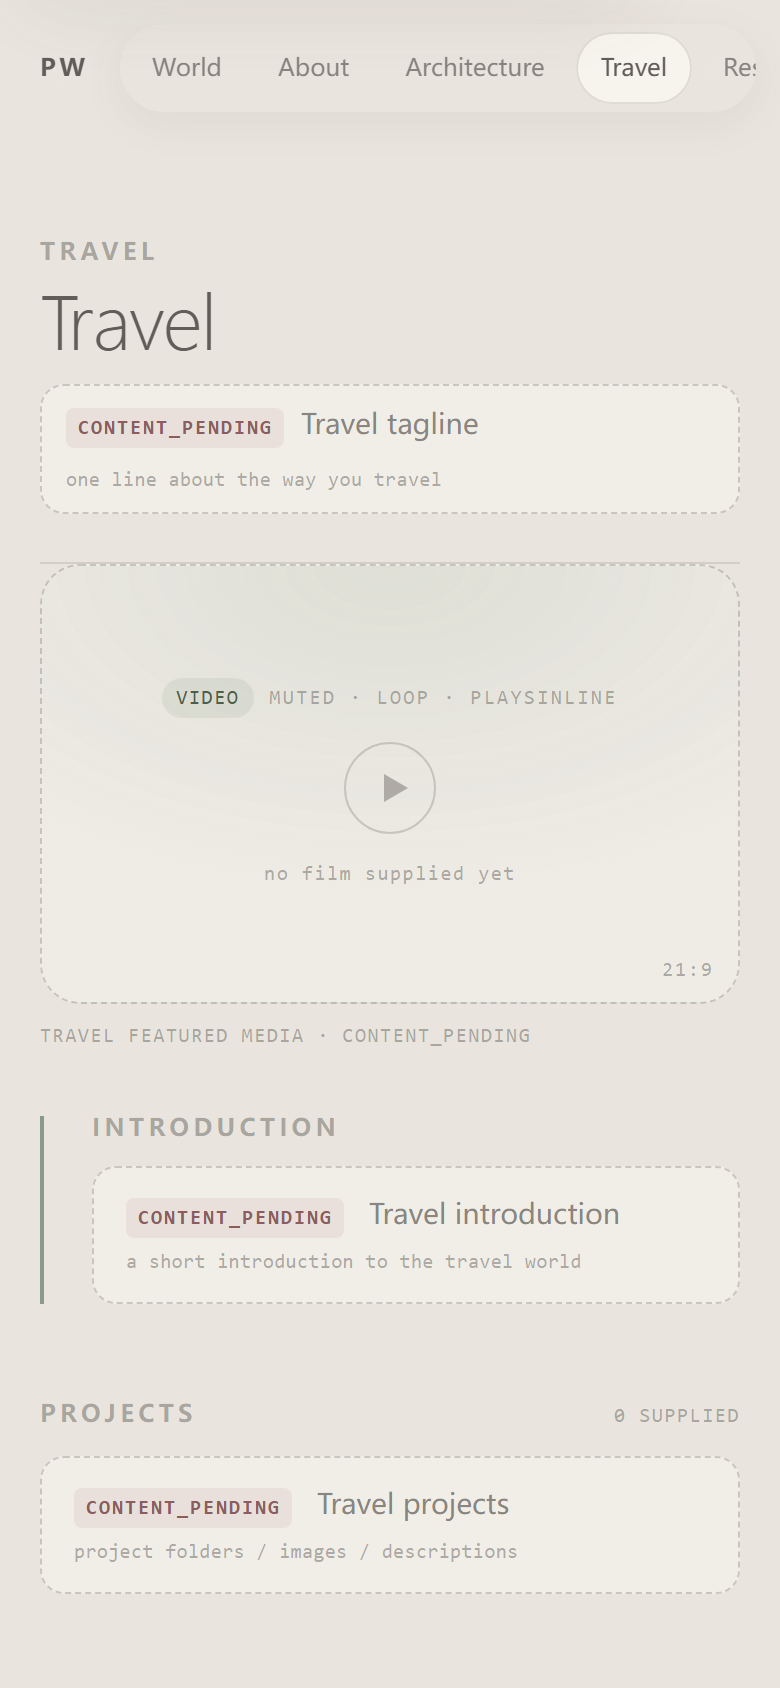 PW World About Architecture Travel Res
TRAVEL
Travel
CONTENT_PENDING Travel tagline
one line about the way you travel
VIDEO MUTED · LOOP · PLAYSINLINE
no film supplied yet
21:9
TRAVEL FEATURED MEDIA · CONTENT_PENDING
INTRODUCTION
CONTENT_PENDING Travel introduction
a short introduction to the travel world
PROJECTS 0 SUPPLIED
CONTENT_PENDING Travel projects
project folders / images / descriptions